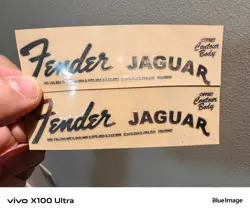 Fender JAGUAR
OFFSET
Contour
Body
Fender JAGUAR
OFFSET
Contour
Body
vivo X100 Ultra
BlueImage